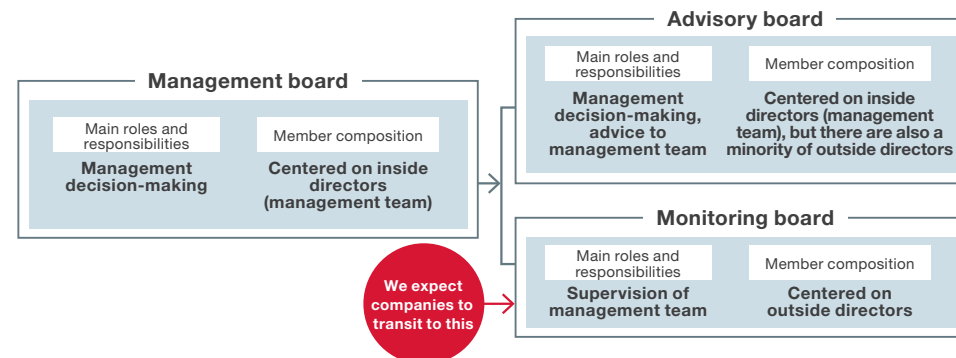 Management board
Main roles and
responsibilities
Management
decision-making
Member composition
Centered on inside
directors
(management team)
We expect
companies to
transit to this
Advisory board
Main roles and
responsibilities
Management
decision-making,
advice to
management team
Member composition
Centered on inside
directors (management
team), but there are also a
minority of outside directors
Monitoring board
Main roles and
responsibilities
Supervision of
management team
Member composition
Centered on
outside directors